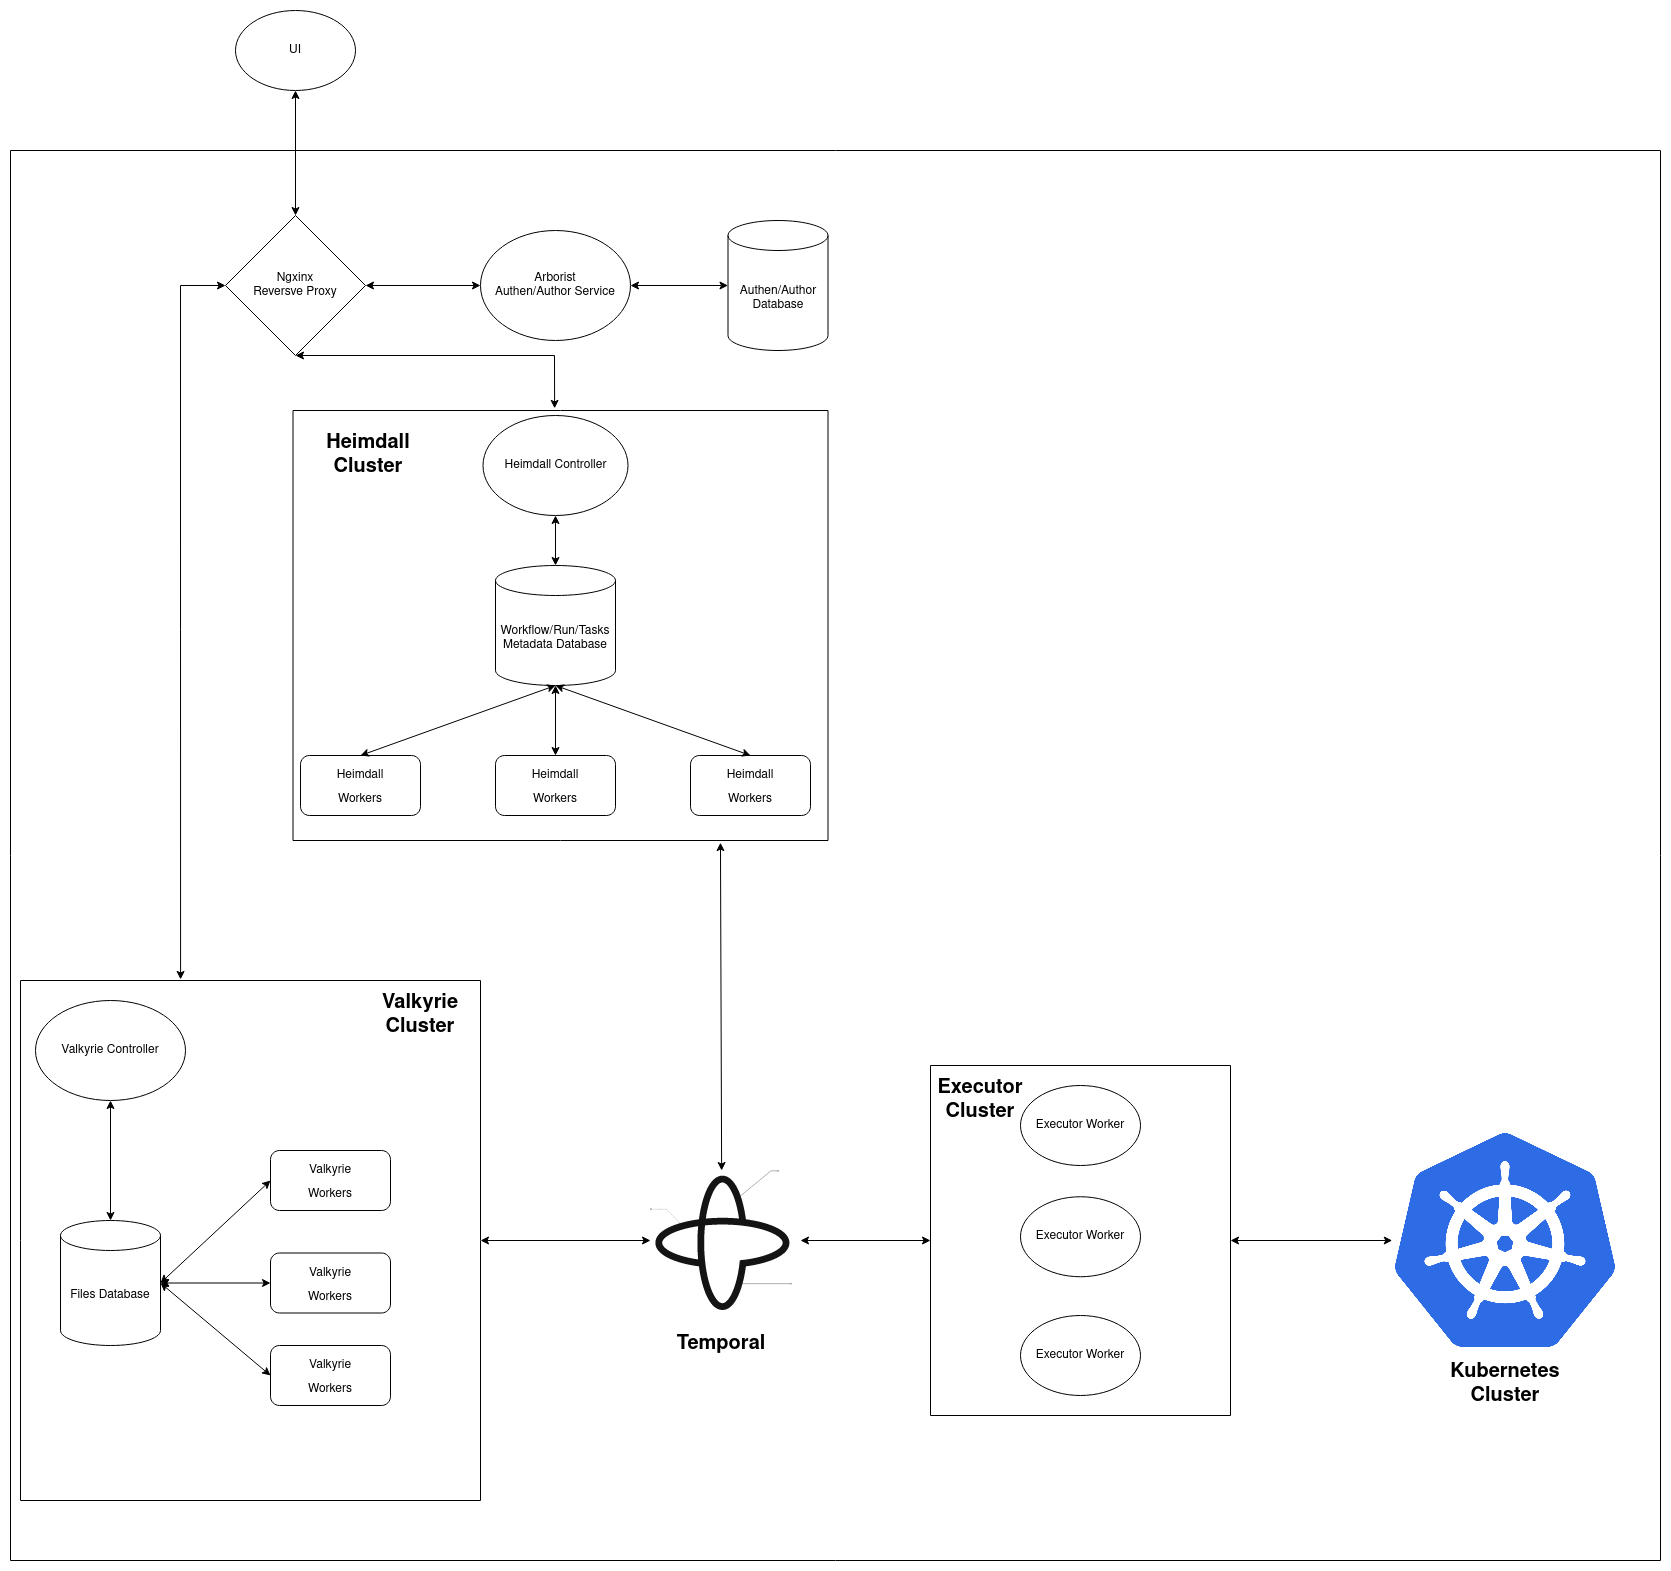 UI
Ngxinx
Reversve Proxy
Arborist
Authen/Author Service
Authen/Author
Database
Heimdall
Cluster
Heimdall Controller
Workflow/Run/Tasks
Metadata Database
Heimdall
Workers
Heimdall
Workers
Heimdall
Workers
Valkyrie
Cluster
Valkyrie Controller
Valkyrie
Workers
Valkyrie
Workers
Valkyrie
Workers
Files Database
Temporal
Executor
Cluster
Executor Worker
Executor Worker
Executor Worker
Kubernetes
Cluster